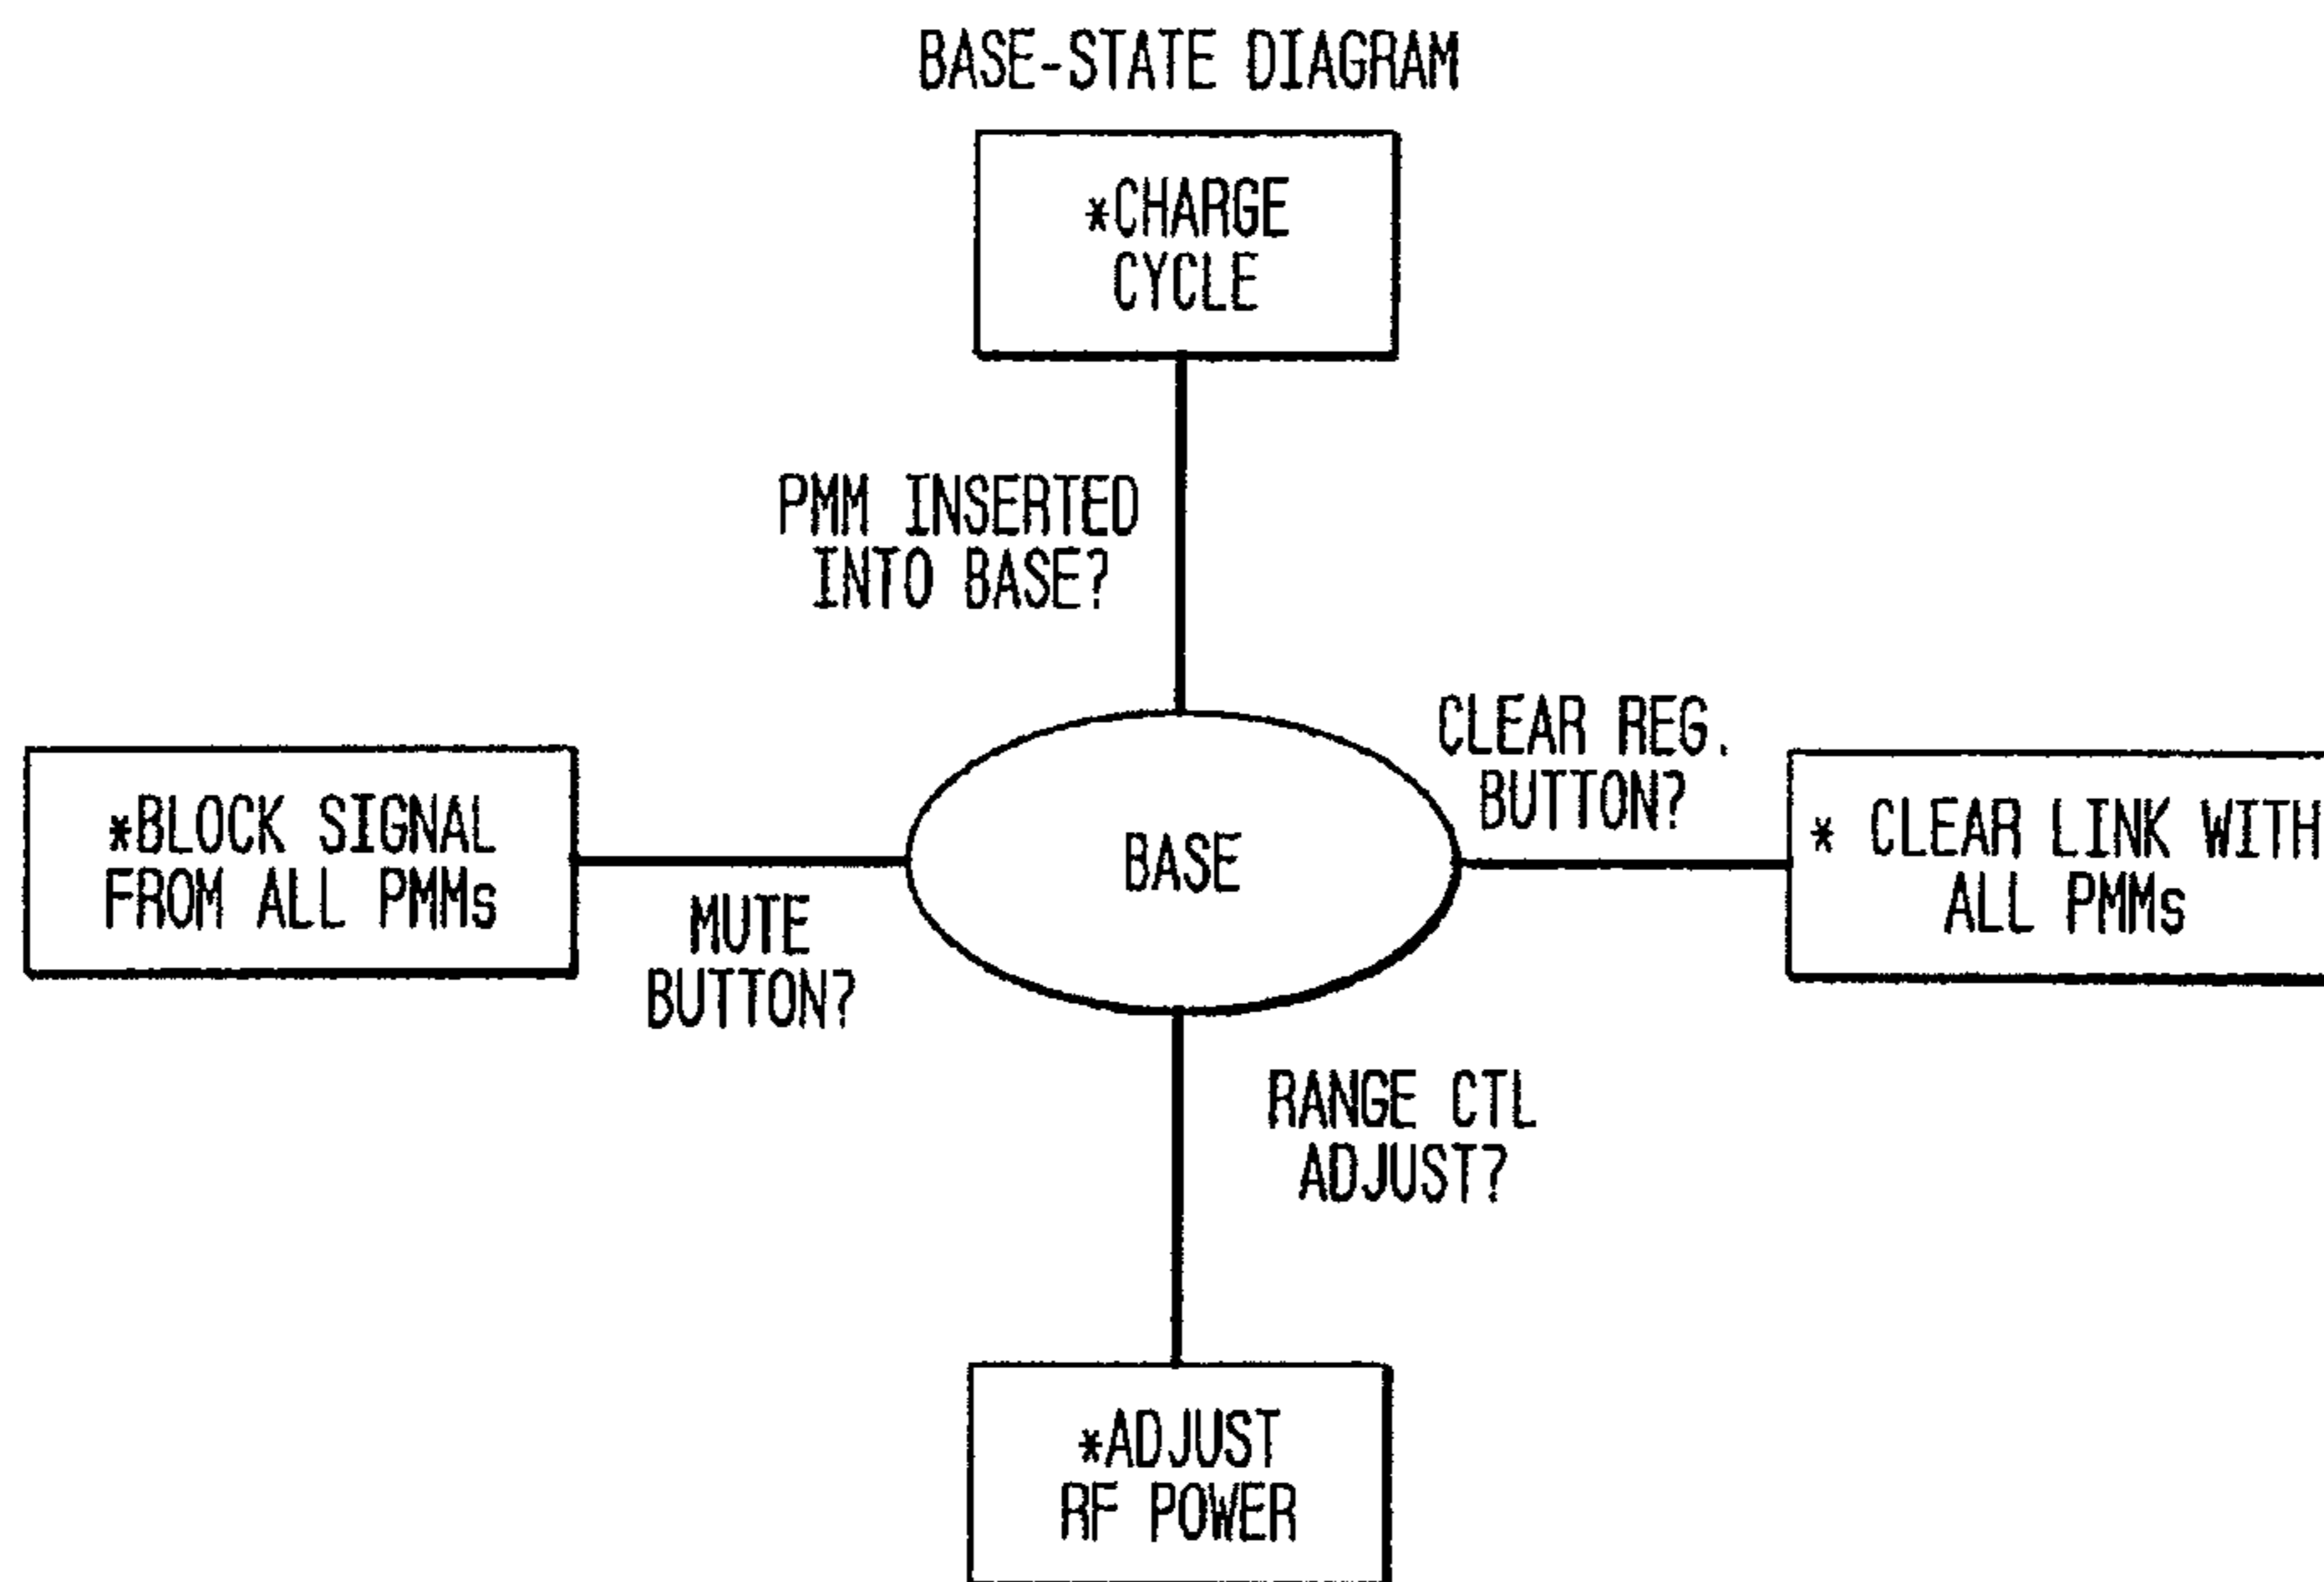 BASE-STATE DIAGRAM
*CHARGE
CYCLE
PMM INSERTED
INTO BASE?
CLEAR REG.
BUTTON?
*BLOCK SIGNAL
FROM ALL PMMs
MUTE
BUTTON?
BASE
* CLEAR LINK WITH
ALL PMMs
RANGE CTL
ADJUST?
*ADJUST
RF POWER